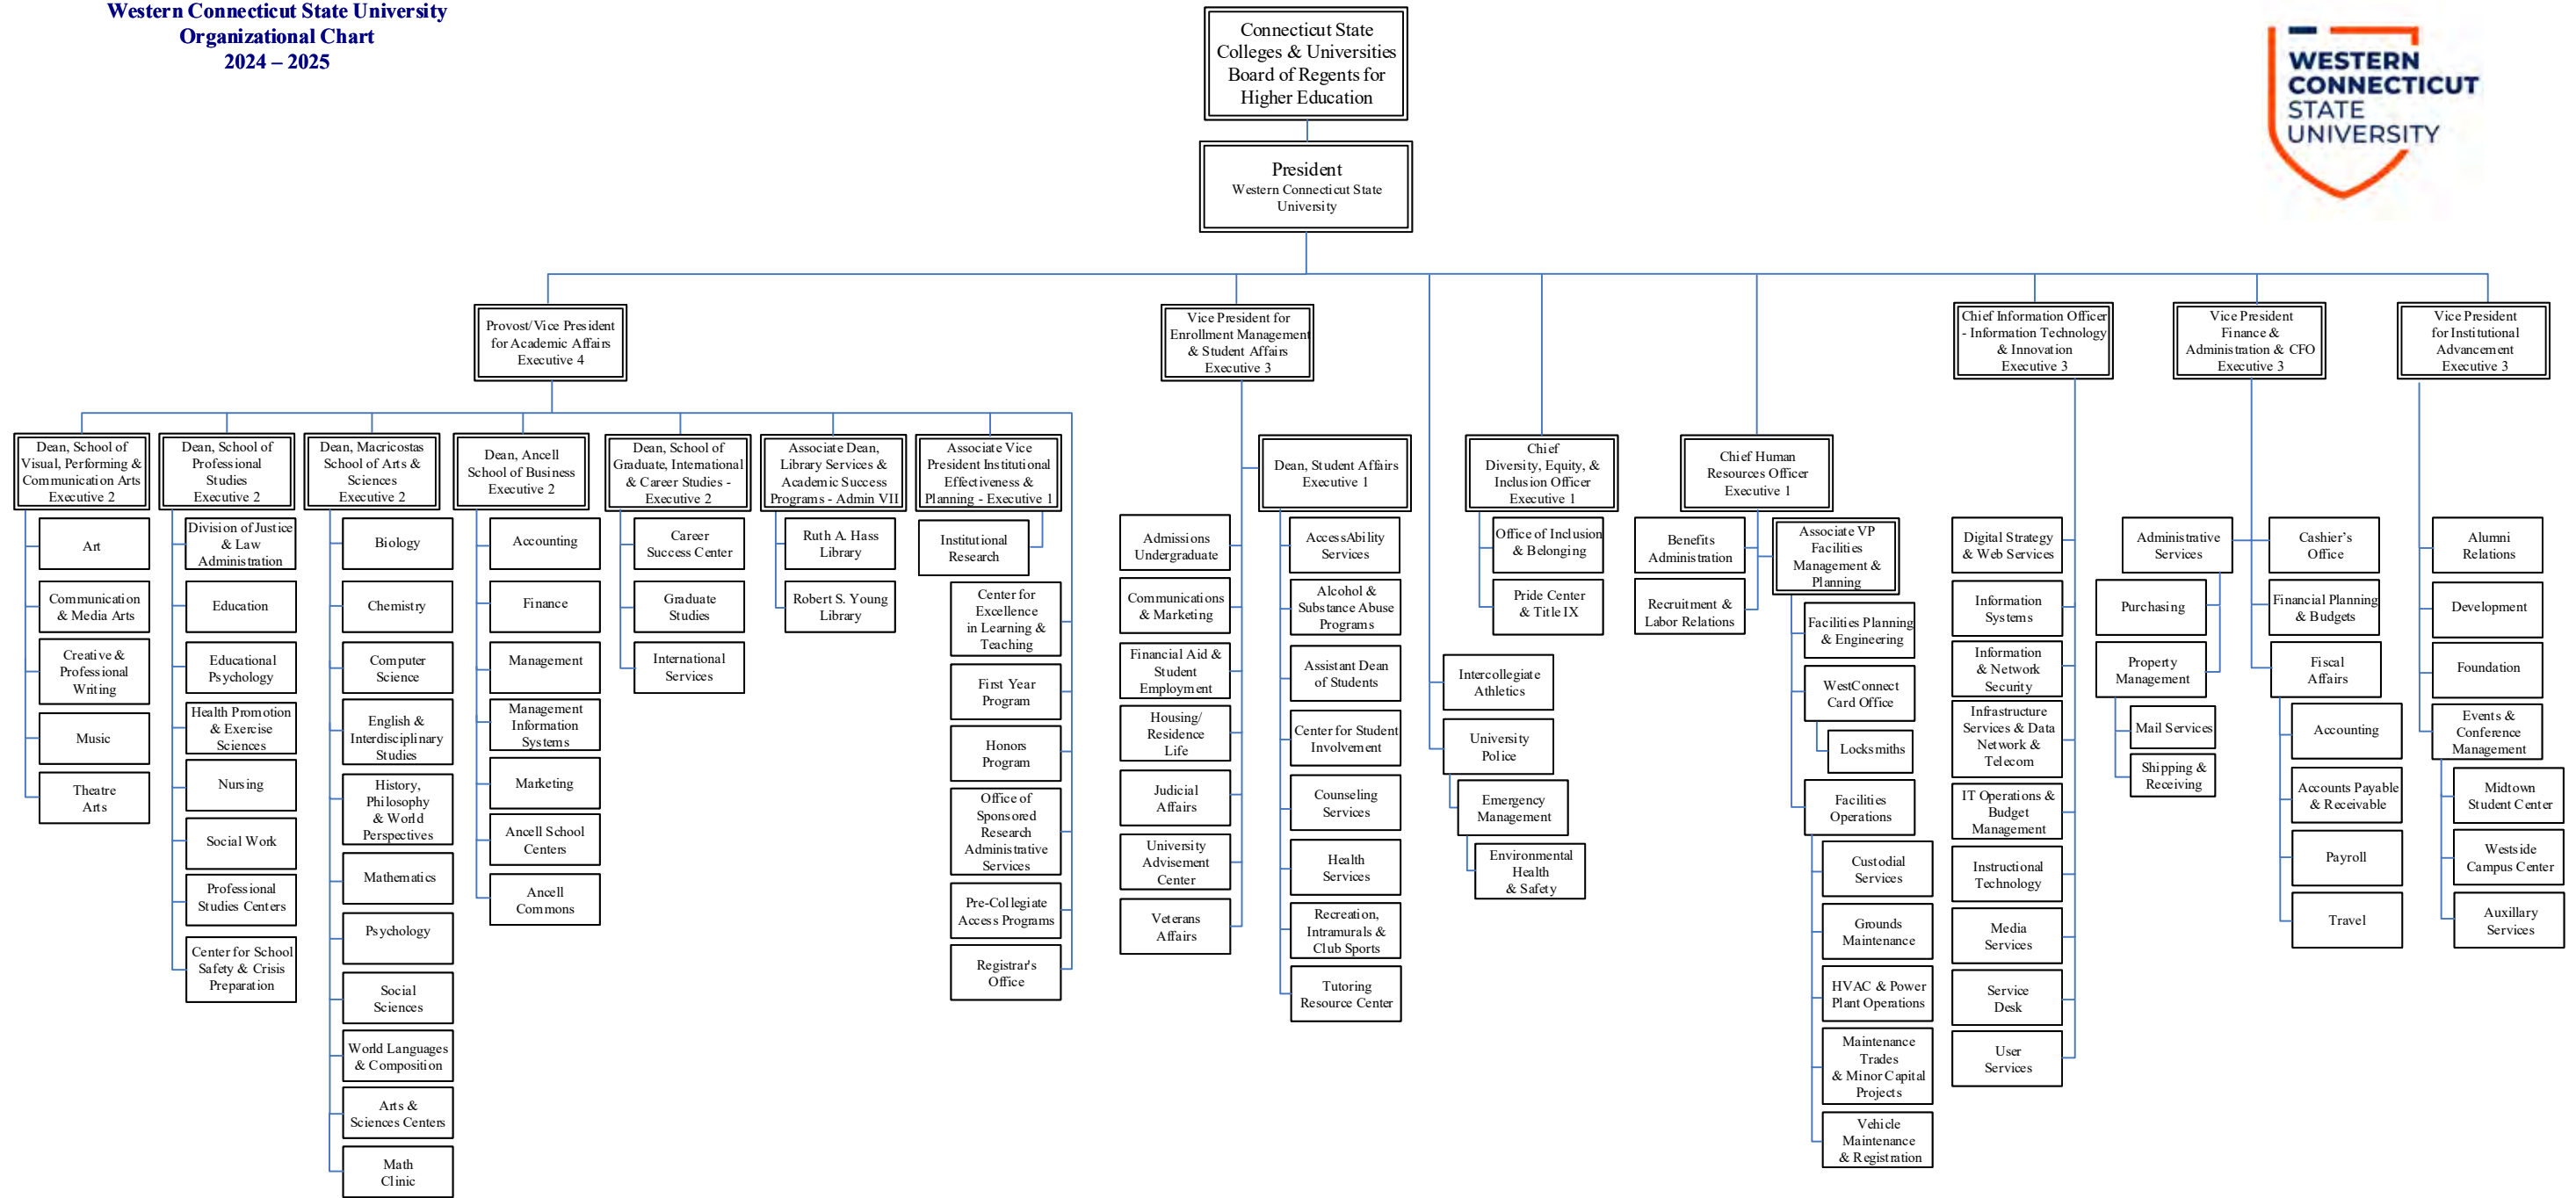 Western Connecticut State University
Organizational Chart
2024 – 2025
WESTERN
CONNECTICUT
STATE
UNIVERSITY
Connecticut State
Colleges & Universities
Board of Regents for
Higher Education
President
Western Connecticut State
University
Provost/Vice President
for Academic Affairs
Executive 4
Vice President for
Enrollment Management
& Student Affairs
Executive 3
Chief Information Officer
- Information Technology
& Innovation
Executive 3
Vice President
Finance &
Administration & CFO
Executive 3
Vice President
for Institutional
Advancement
Executive 3
Dean, School of
Visual, Performing &
Communication Arts
Executive 2
Art
Communication
& Media Arts
Creative &
Professional
Writing
Music
Theatre
Arts
Dean, School of
Professional
Studies
Executive 2
Division of Justice
& Law
Administration
Education
Educational
Psychology
Health Promotion
& Exercise
Sciences
Nursing
Social Work
Professional
Studies Centers
Center for School
Safety & Crisis
Preparation
Dean, Macricostas
School of Arts &
Sciences
Executive 2
Biology
Chemistry
Computer
Science
English &
Interdisciplinary
Studies
History,
Philosophy
& World
Perspectives
Mathematics
Psychology
Social
Sciences
World Languages
& Composition
Arts &
Sciences Centers
Math
Clinic
Dean, Ancell
School of Business
Executive 2
Accounting
Finance
Management
Management
Information
Systems
Marketing
Ancell School
Centers
Ancell
Commons
Dean, School of
Graduate, International
& Career Studies -
Executive 2
Career
Success Center
Graduate
Studies
International
Services
Associate Dean,
Library Services &
Academic Success
Programs - Admin VII
Ruth A. Hass
Library
Robert S. Young
Library
Associate Vice
President Institutional
Effectiveness &
Planning - Executive 1
Institutional
Research
Center for
Excellence
in Learning &
Teaching
First Year
Program
Honors
Program
Office of
Sponsored
Research
Administrative
Services
Pre-Collegiate
Access Programs
Registrar's
Office
Admissions
Undergraduate
Communications
& Marketing
Financial Aid &
Student
Employment
Housing/
Residence
Life
Judicial
Affairs
University
Advisement
Center
Veterans
Affairs
Dean, Student Affairs
Executive 1
AccessAbility
Services
Alcohol &
Substance Abuse
Programs
Assistant Dean
of Students
Center for Student
Involvement
Counseling
Services
Health
Services
Recreation,
Intramurals &
Club Sports
Tutoring
Resource Center
Intercollegiate
Athletics
University
Police
Emergency
Management
Environmental
Health
& Safety
Chief
Diversity, Equity, &
Inclusion Officer
Executive 1
Office of Inclusion
& Belonging
Pride Center
& Title IX
Chief Human
Resources Officer
Executive 1
Benefits
Administration
Recruitment &
Labor Relations
Associate VP
Facilities
Management &
Planning
Facilities Planning
& Engineering
WestConnect
Card Office
Locksmiths
Facilities
Operations
Custodial
Services
Grounds
Maintenance
HVAC & Power
Plant Operations
Maintenance
Trades
& Minor Capital
Projects
Vehicle
Maintenance
& Registration
Digital Strategy
& Web Services
Information
Systems
Information
& Network
Security
Infrastructure
Services & Data
Network &
Telecom
IT Operations &
Budget
Management
Instructional
Technology
Media
Services
Service
Desk
User
Services
Administrative
Services
Purchasing
Property
Management
Mail Services
Shipping &
Receiving
Cashier's
Office
Financial Planning
& Budgets
Fiscal
Affairs
Accounting
Accounts Payable
& Receivable
Payroll
Travel
Alumni
Relations
Development
Foundation
Events &
Conference
Management
Midtown
Student Center
Westside
Campus Center
Auxillary
Services